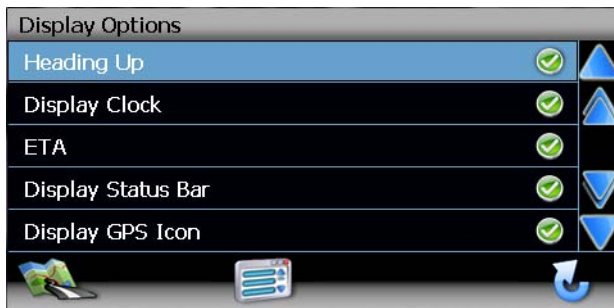 Display Options
Heading Up
Display Clock
ETA
Display Status Bar
Display GPS Icon